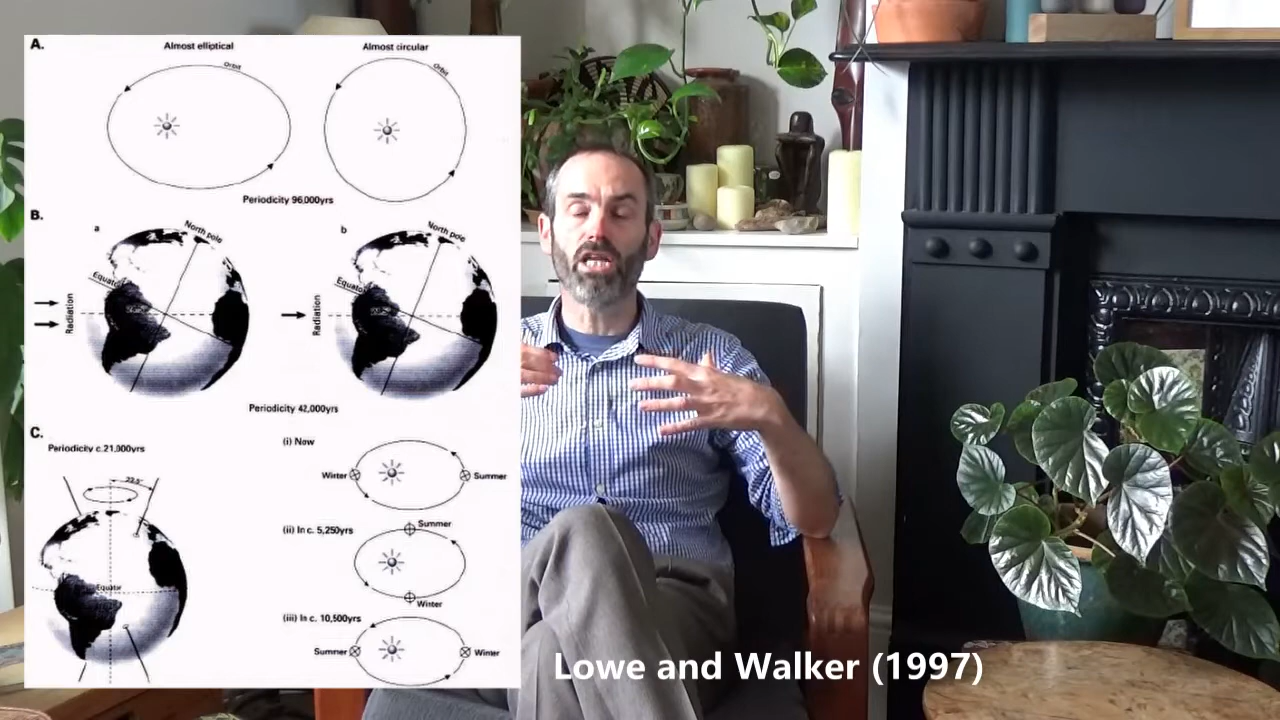 A.
Almost elliptical
Almost circular
Orbit
Orbit
Periodicity 96,000yrs
B.
a
b
North pole
North pole
Equator
Equator
Radiation
Radiation
Periodicity 42,000yrs
C.
Periodicity c.21,000yrs
23.5°
Equator
(i) Now
Winter
Summer
(ii) In c. 5,250yrs
Summer
Winter
(iii) In c. 10,500yrs
Summer
Winter
Lowe and Walker (1997)